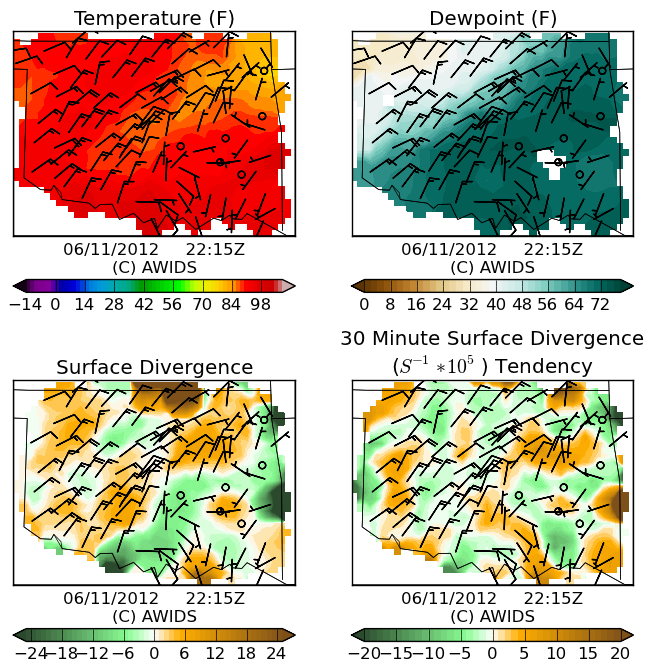 Temperature (F)
Dewpoint (F)
06/11/2012 22:15Z
(C) AWIDS
06/11/2012 22:15Z
(C) AWIDS
−14 0 14 28 42 56 70 84 98
0 8 16 24 32 40 48 56 64 72
Surface Divergence
30 Minute Surface Divergence
(S⁻¹ *10⁵ ) Tendency
06/11/2012 22:15Z
(C) AWIDS
06/11/2012 22:15Z
(C) AWIDS
−24 −18 −12 −6 0 6 12 18 24
−20 −15 −10 −5 0 5 10 15 20